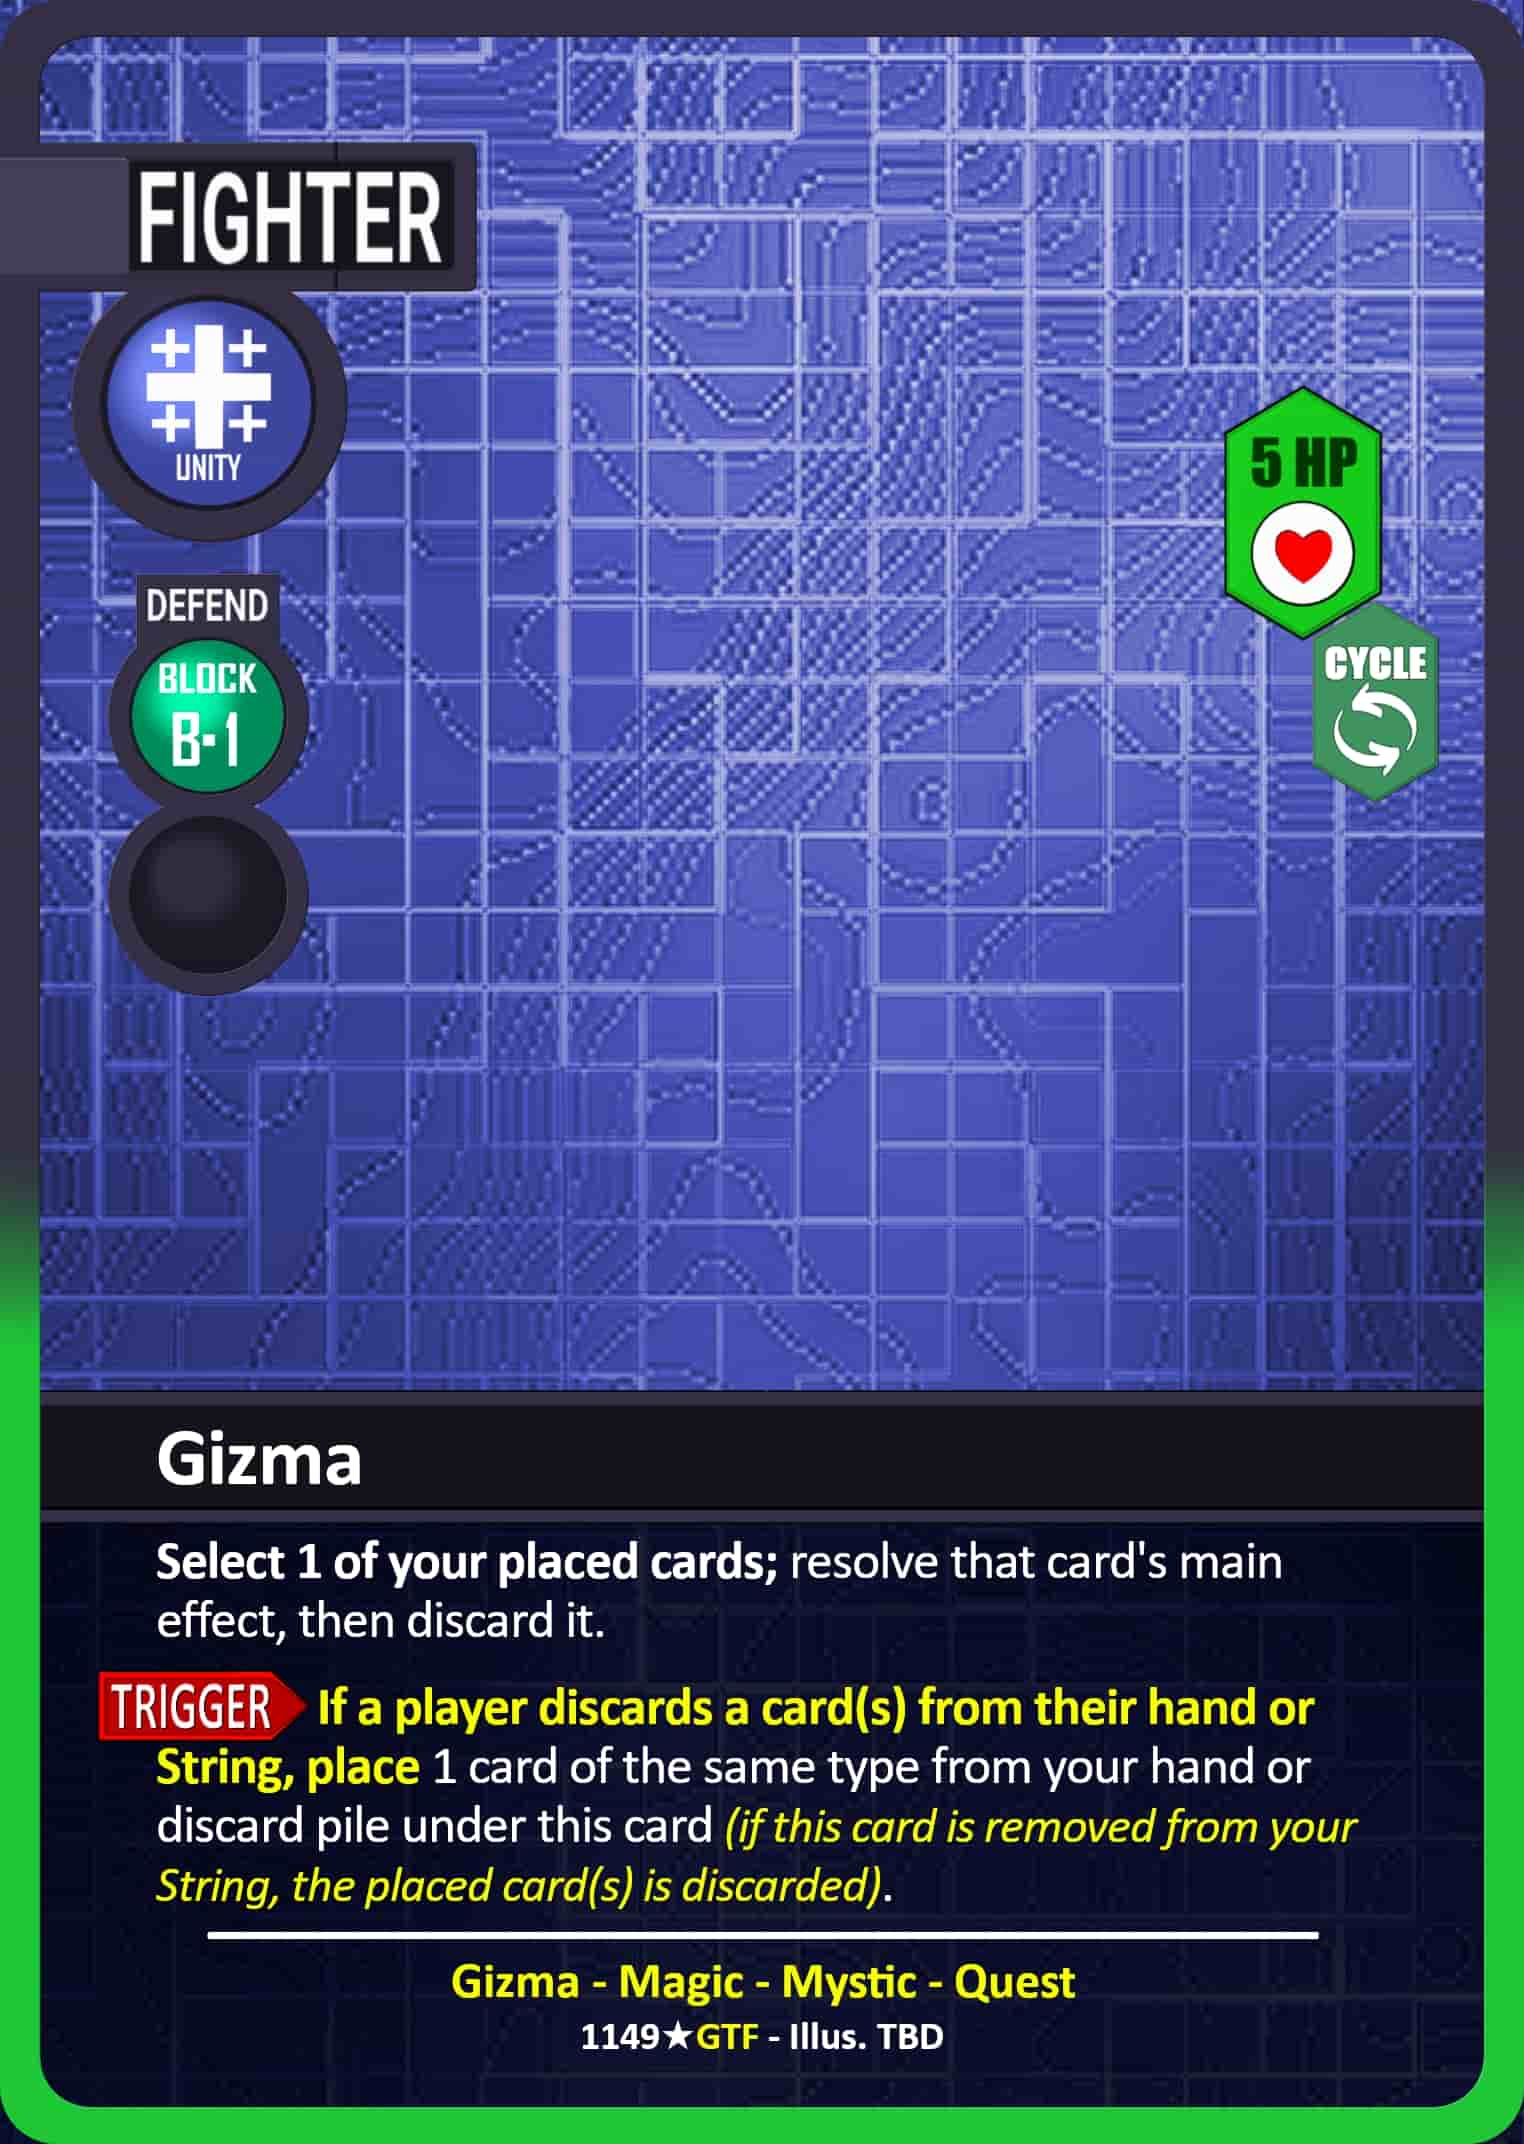 FIGHTER
UNITY
DEFEND
BLOCK
B-1
5 HP
CYCLE
Gizma
Select 1 of your placed cards; resolve that card's main
effect, then discard it.
TRIGGER If a player discards a card(s) from their hand or
String, place 1 card of the same type from your hand or
discard pile under this card (if this card is removed from your
String, the placed card(s) is discarded).
Gizma - Magic - Mystic - Quest
1149★GTF - Illus. TBD